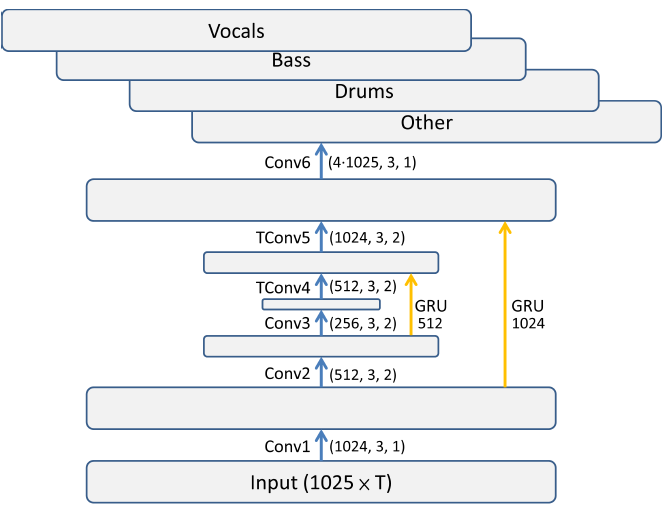 Vocals
Bass
Drums
Other
Conv6 (4·1025, 3, 1)
TConv5 (1024, 3, 2)
TConv4 (512, 3, 2)
GRU
512
GRU
1024
Conv3 (256, 3, 2)
Conv2 (512, 3, 2)
Conv1 (1024, 3, 1)
Input (1025 × T)